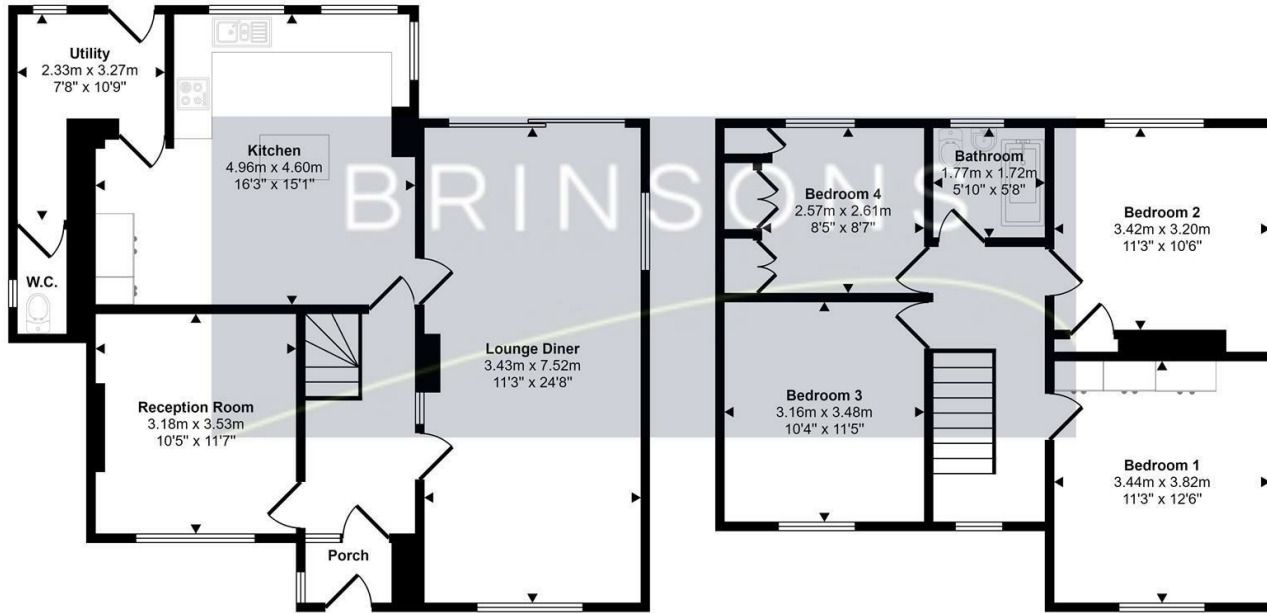 Utility
2.33m x 3.27m
7'8" x 10'9"
Kitchen
4.96m x 4.60m
16'3" x 15'1"
W.C.
Reception Room
3.18m x 3.53m
10'5" x 11'7"
Lounge Diner
3.43m x 7.52m
11'3" x 24'8"
Porch
BRINSONS
Bedroom 4
2.57m x 2.61m
8'5" x 8'7"
Bathroom
1.77m x 1.72m
5'10" x 5'8"
Bedroom 2
3.42m x 3.20m
11'3" x 10'6"
Bedroom 3
3.16m x 3.48m
10'4" x 11'5"
Bedroom 1
3.44m x 3.82m
11'3" x 12'6"